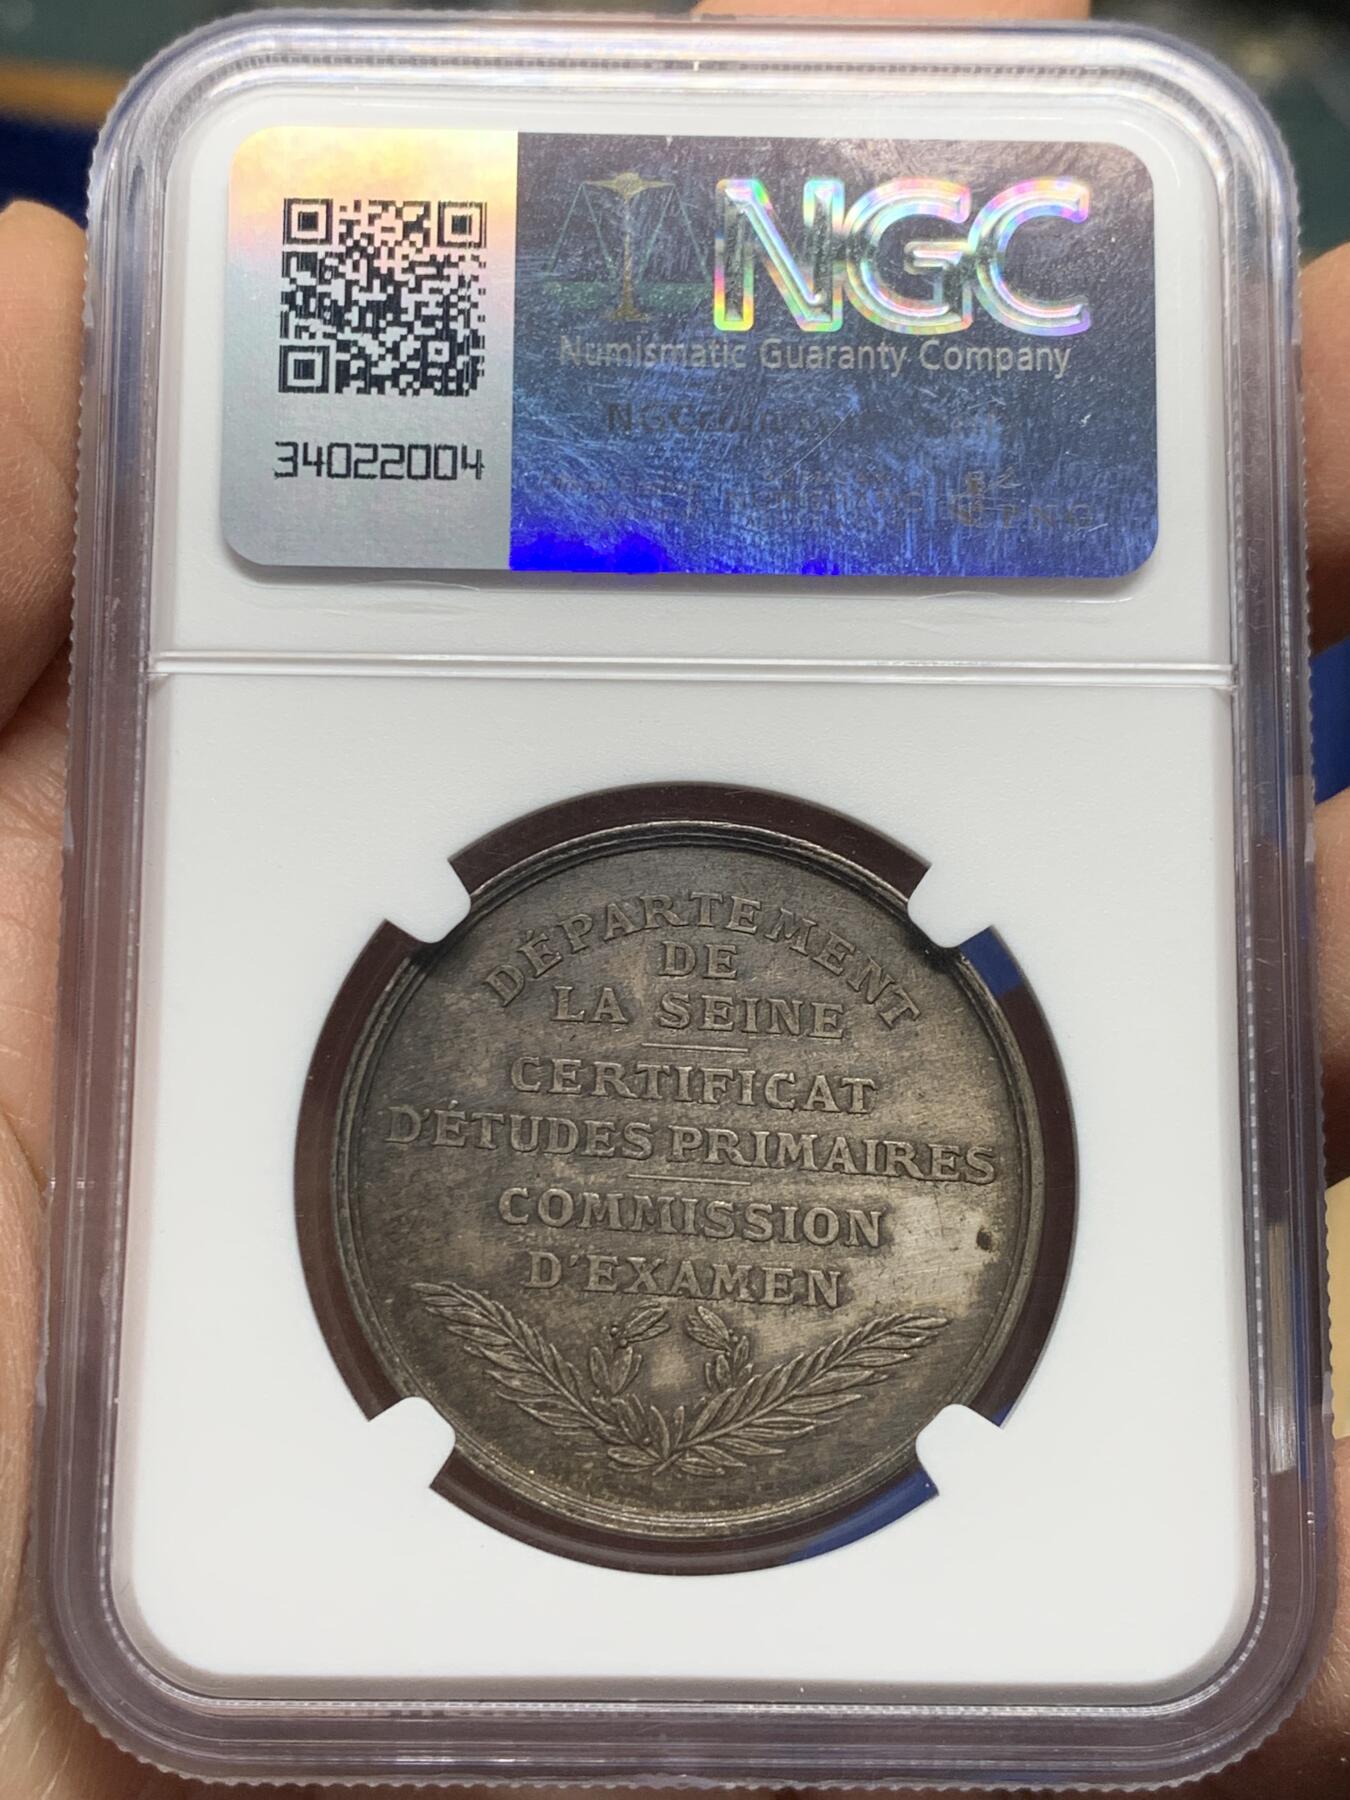 NGC
Numismatic Guaranty Company
34022004
DÉPARTEMENT
DE
LA SEINE
CERTIFICAT
D'ÉTUDES PRIMAIRES
COMMISSION
D'EXAMEN